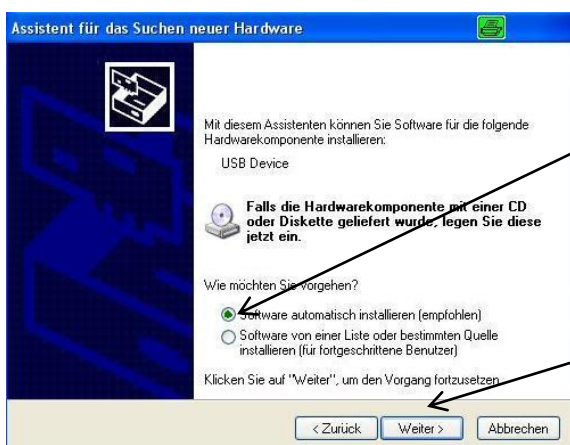 Assistent für das Suchen neuer Hardware
Mit diesem Assistenten können Sie Software für die folgende
Hardwarekomponente installieren:
USB Device
Falls die Hardwarekomponente mit einer CD
oder Diskette geliefert wurde, legen Sie diese
jetzt ein.
Wie möchten Sie vorgehen?
Software automatisch installieren (empfohlen)
Software von einer Liste oder bestimmten Quelle
installieren (für fortgeschrittene Benutzer)
Klicken Sie auf "Weiter", um den Vorgang fortzusetzen.
< Zurück Weiter > Abbrechen